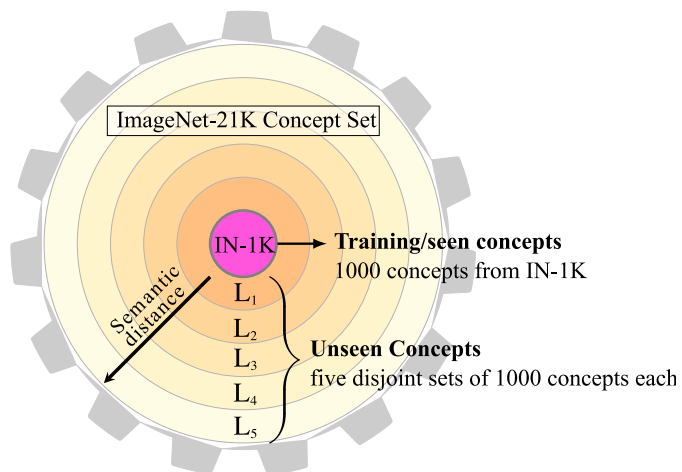 ImageNet-21K Concept Set
IN-1K
Training/seen concepts
1000 concepts from IN-1K
Semantic
distance
L₁
L₂
L₃
L₄
L₅
Unseen Concepts
five disjoint sets of 1000 concepts each